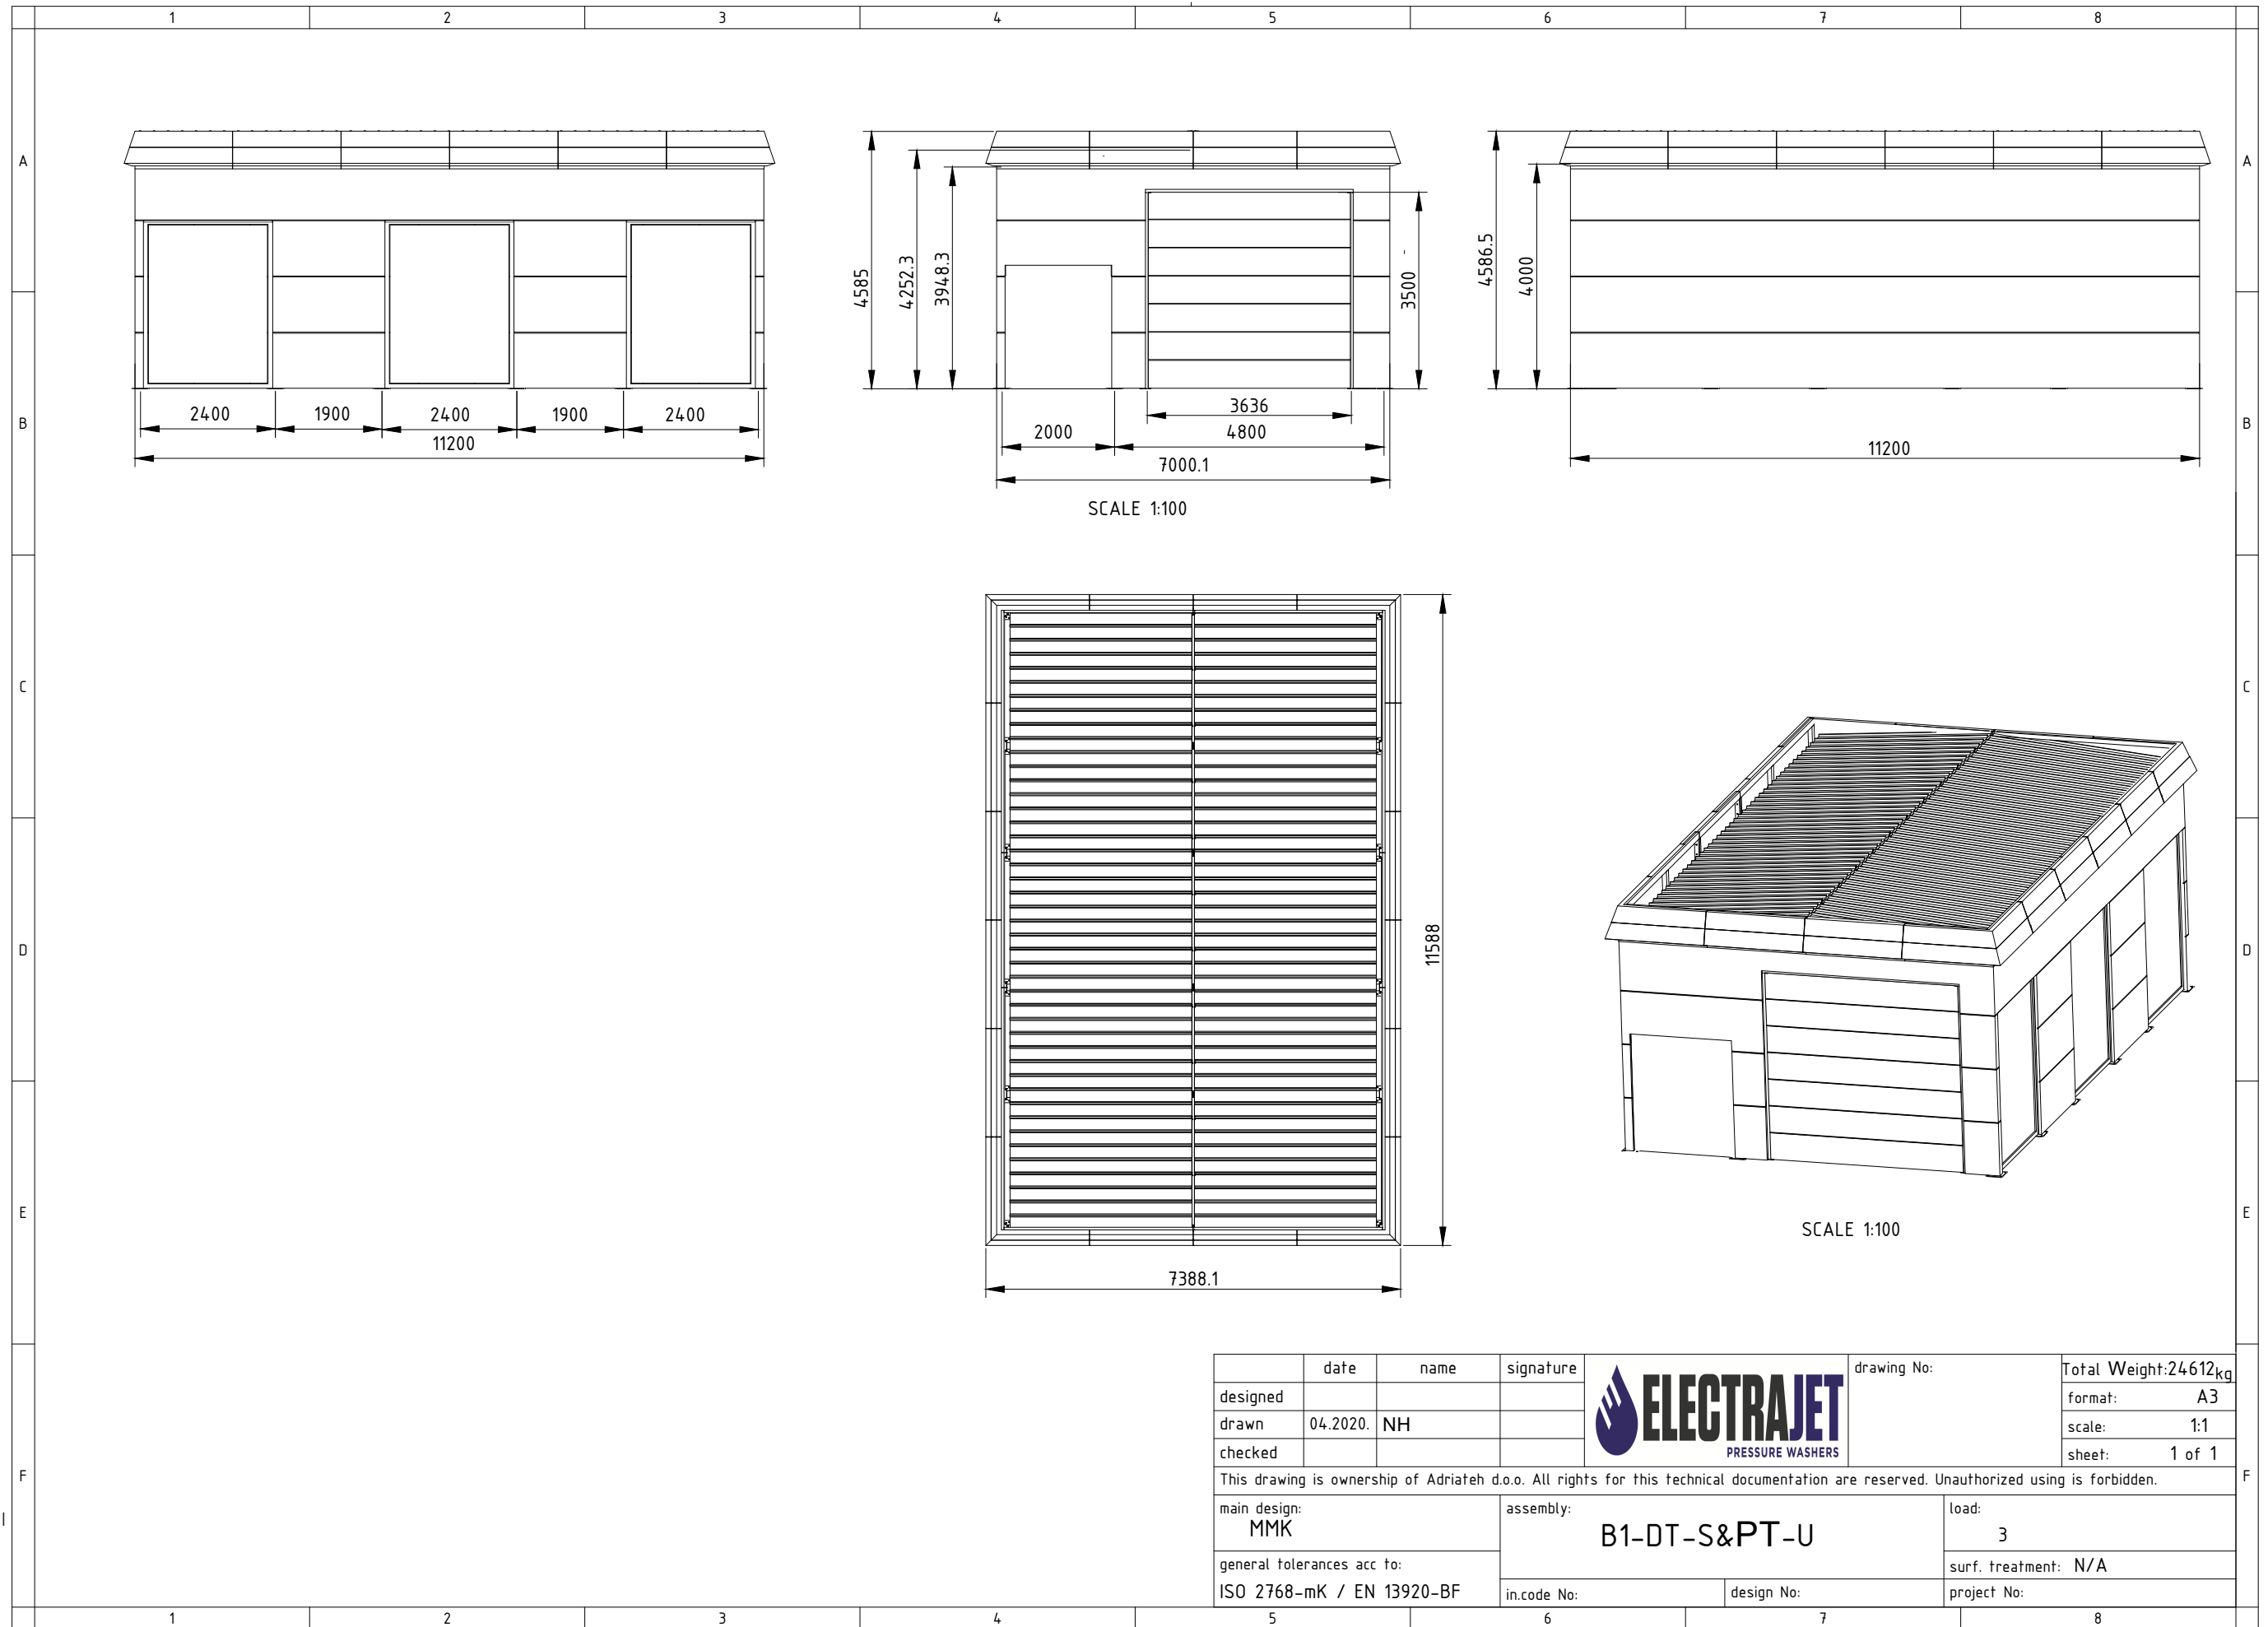 1 2 3 4 5 6 7 8
A A
4585
4252.3
3948.3
3500
4586.5
4000
B B
2400 1900 2400 1900 2400
11200
3636
2000 4800
7000.1
SCALE 1:100
11200
C C
D D
11588
E E
SCALE 1:100
7388.1
date name signature
designed
drawn 04.2020. NH
checked
ELECTRAJET
PRESSURE WASHERS
drawing No:
Total Weight:24612kg
format: A3
scale: 1:1
sheet: 1 of 1
F F
This drawing is ownership of Adriateh d.o.o. All rights for this technical documentation are reserved. Unauthorized using is forbidden.
main design:
MMK
assembly:
B1-DT-S&PT-U
load:
3
general tolerances acc to:
ISO 2768-mK / EN 13920-BF
surf. treatment: N/A
in.code No: design No: project No:
1 2 3 4 5 6 7 8